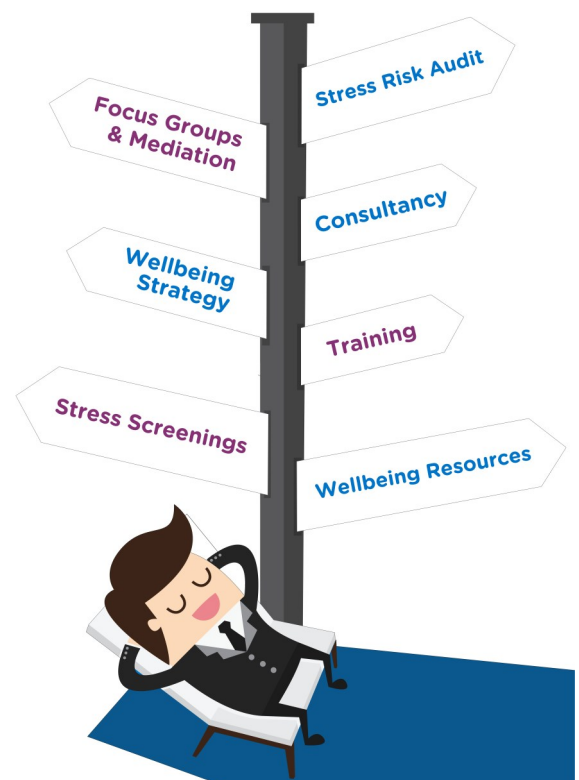 Stress Risk Audit
Focus Groups
& Mediation
Consultancy
Wellbeing
Strategy
Training
Stress Screenings
Wellbeing Resources